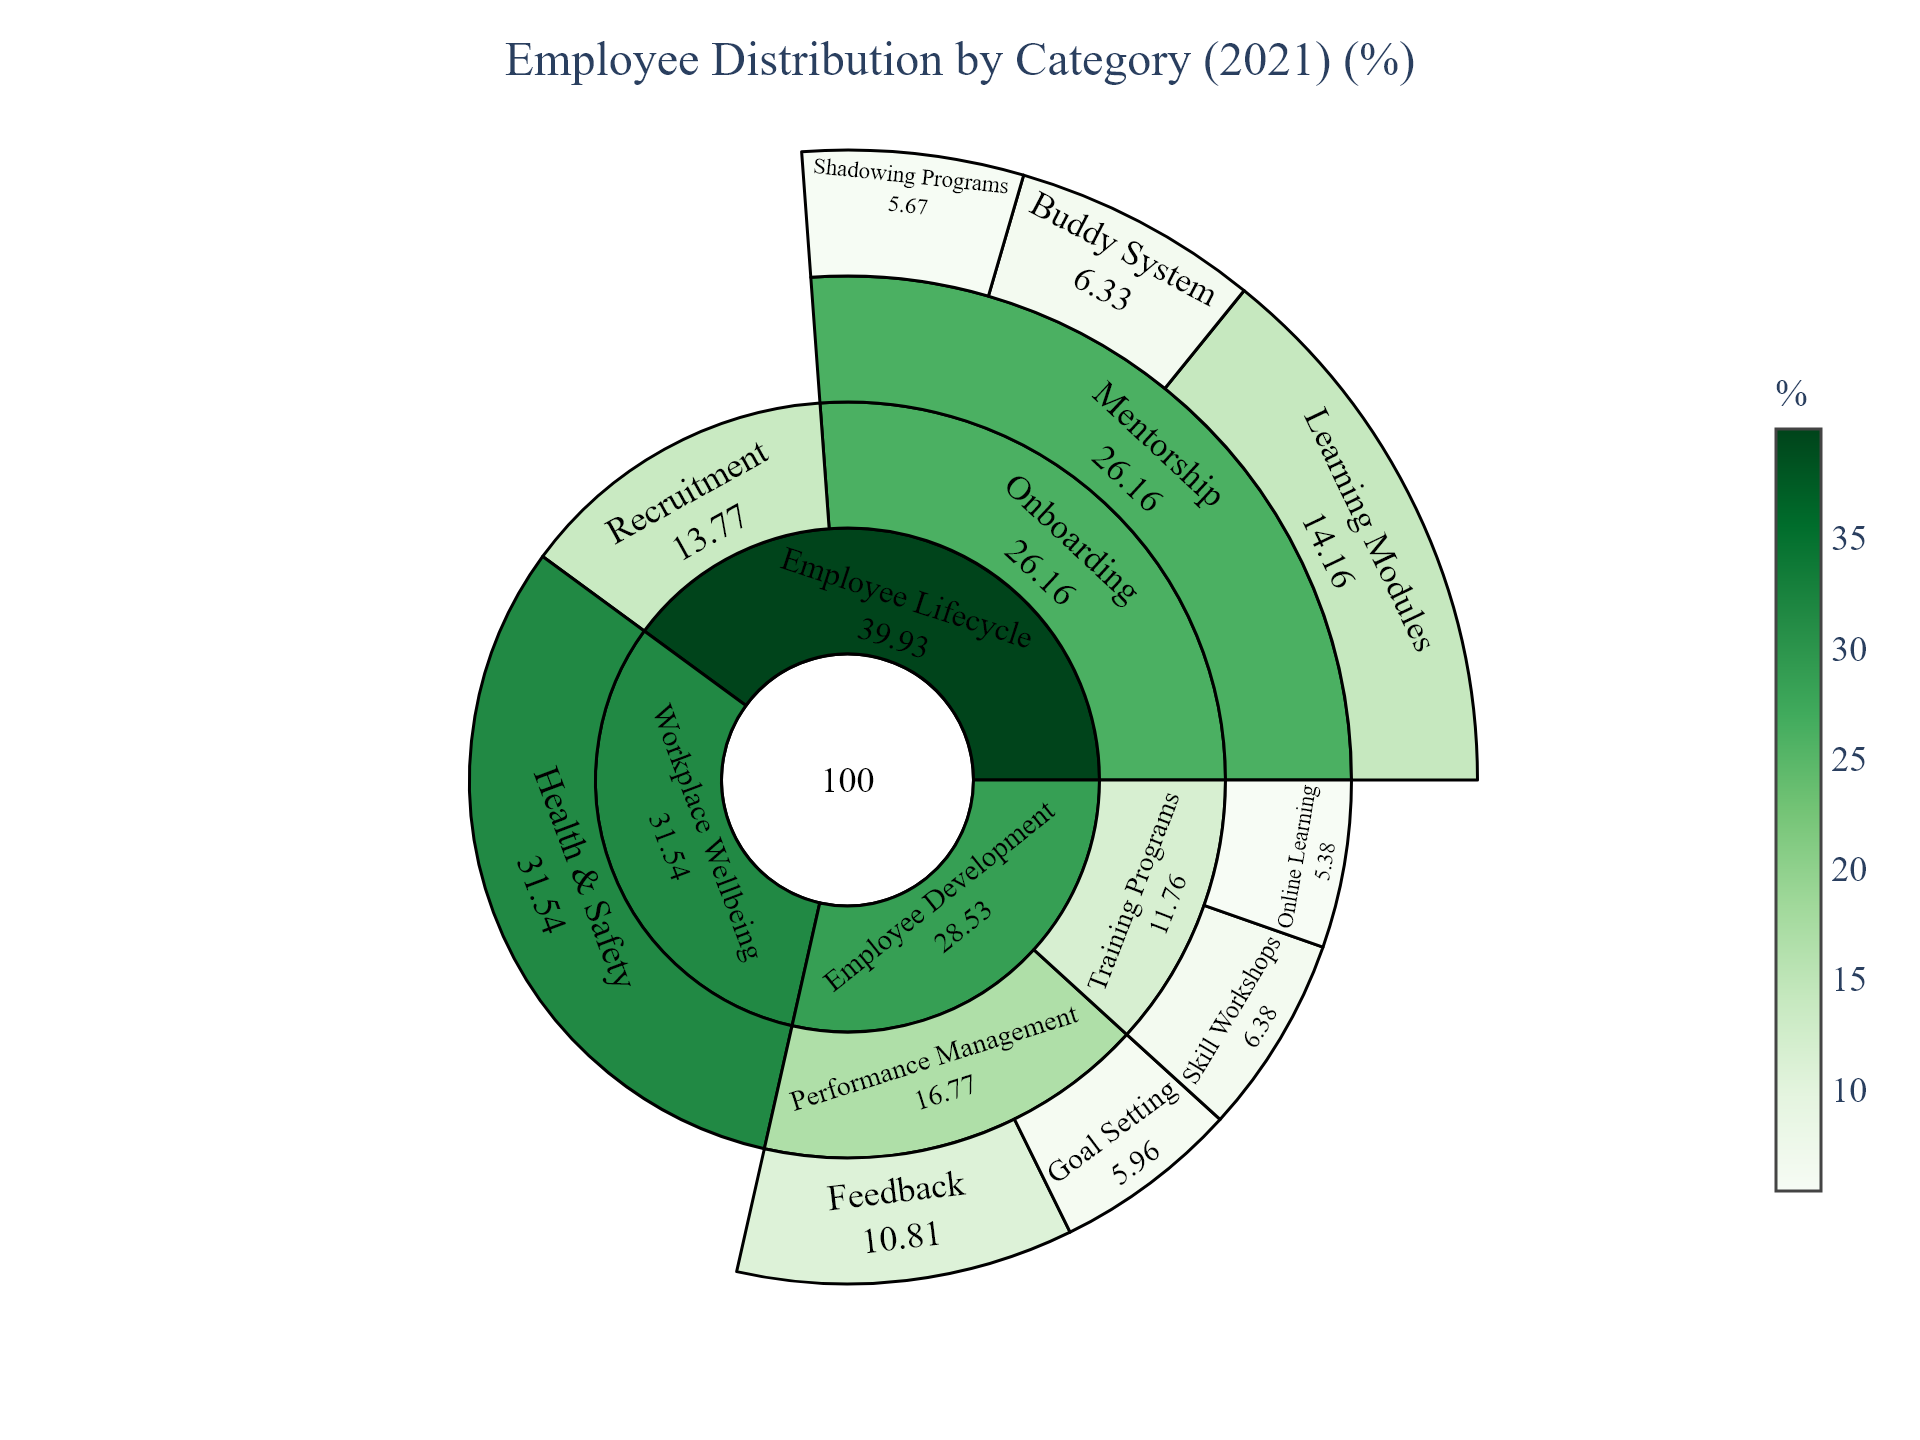 Employee Distribution by Category (2021) (%)
Shadowing Programs
5.67
Buddy System
6.33
Learning Modules
14.16
Mentorship
26.16
Onboarding
26.16
Recruitment
13.77
Employee Lifecycle
39.93
Workplace Wellbeing
31.54
Health & Safety
31.54
100
Employee Development
28.53
Training Programs
11.76
Online Learning
5.38
Skill Workshops
6.38
Performance Management
16.77
Goal Setting
5.96
Feedback
10.81
%
35
30
25
20
15
10